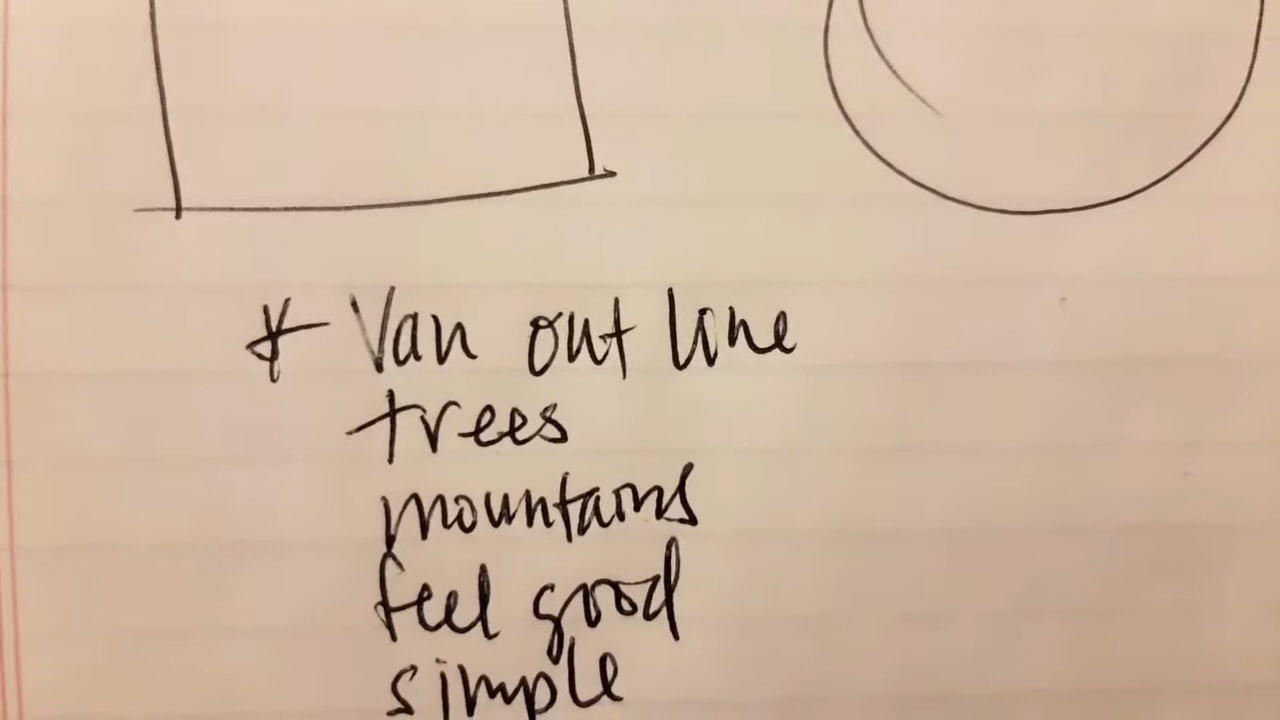 * Van out line
trees
mountains
feel good
simple